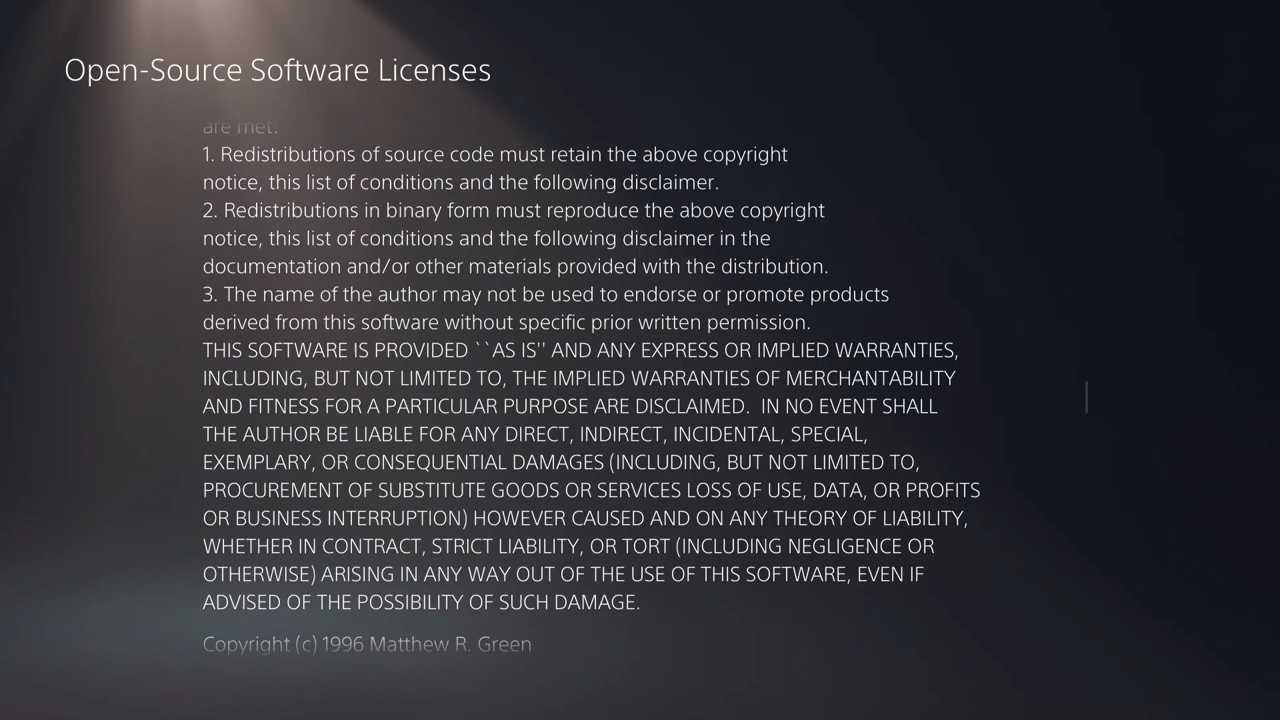 Open-Source Software Licenses
are met:
1. Redistributions of source code must retain the above copyright
notice, this list of conditions and the following disclaimer.
2. Redistributions in binary form must reproduce the above copyright
notice, this list of conditions and the following disclaimer in the
documentation and/or other materials provided with the distribution.
3. The name of the author may not be used to endorse or promote products
derived from this software without specific prior written permission.
THIS SOFTWARE IS PROVIDED ``AS IS'' AND ANY EXPRESS OR IMPLIED WARRANTIES,
INCLUDING, BUT NOT LIMITED TO, THE IMPLIED WARRANTIES OF MERCHANTABILITY
AND FITNESS FOR A PARTICULAR PURPOSE ARE DISCLAIMED.  IN NO EVENT SHALL
THE AUTHOR BE LIABLE FOR ANY DIRECT, INDIRECT, INCIDENTAL, SPECIAL,
EXEMPLARY, OR CONSEQUENTIAL DAMAGES (INCLUDING, BUT NOT LIMITED TO,
PROCUREMENT OF SUBSTITUTE GOODS OR SERVICES LOSS OF USE, DATA, OR PROFITS
OR BUSINESS INTERRUPTION) HOWEVER CAUSED AND ON ANY THEORY OF LIABILITY,
WHETHER IN CONTRACT, STRICT LIABILITY, OR TORT (INCLUDING NEGLIGENCE OR
OTHERWISE) ARISING IN ANY WAY OUT OF THE USE OF THIS SOFTWARE, EVEN IF
ADVISED OF THE POSSIBILITY OF SUCH DAMAGE.
Copyright (c) 1996 Matthew R. Green